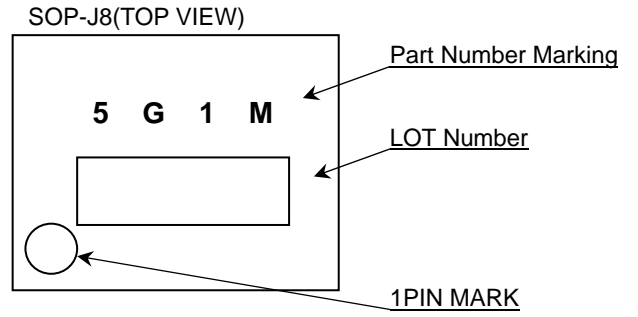 SOP-J8(TOP VIEW)
Part Number Marking
5 G 1 M
LOT Number
1PIN MARK